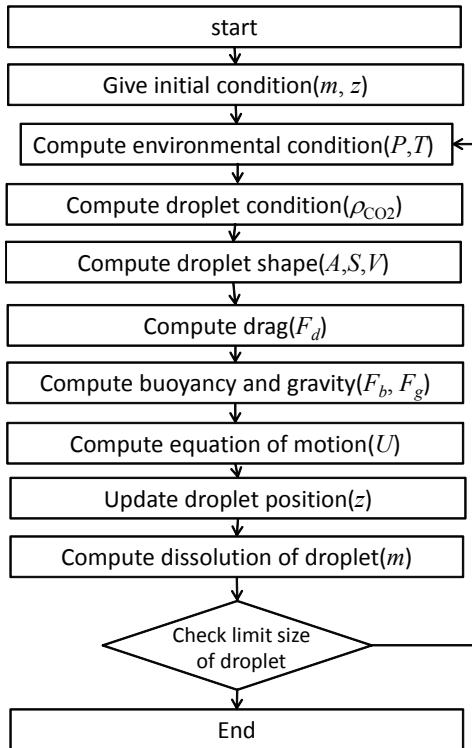 start
Give initial condition(m, z)
Compute environmental condition(P,T)
Compute droplet condition(ρCO2)
Compute droplet shape(A,S,V)
Compute drag(Fd)
Compute buoyancy and gravity(Fb, Fg)
Compute equation of motion(U)
Update droplet position(z)
Compute dissolution of droplet(m)
Check limit size
of droplet
End